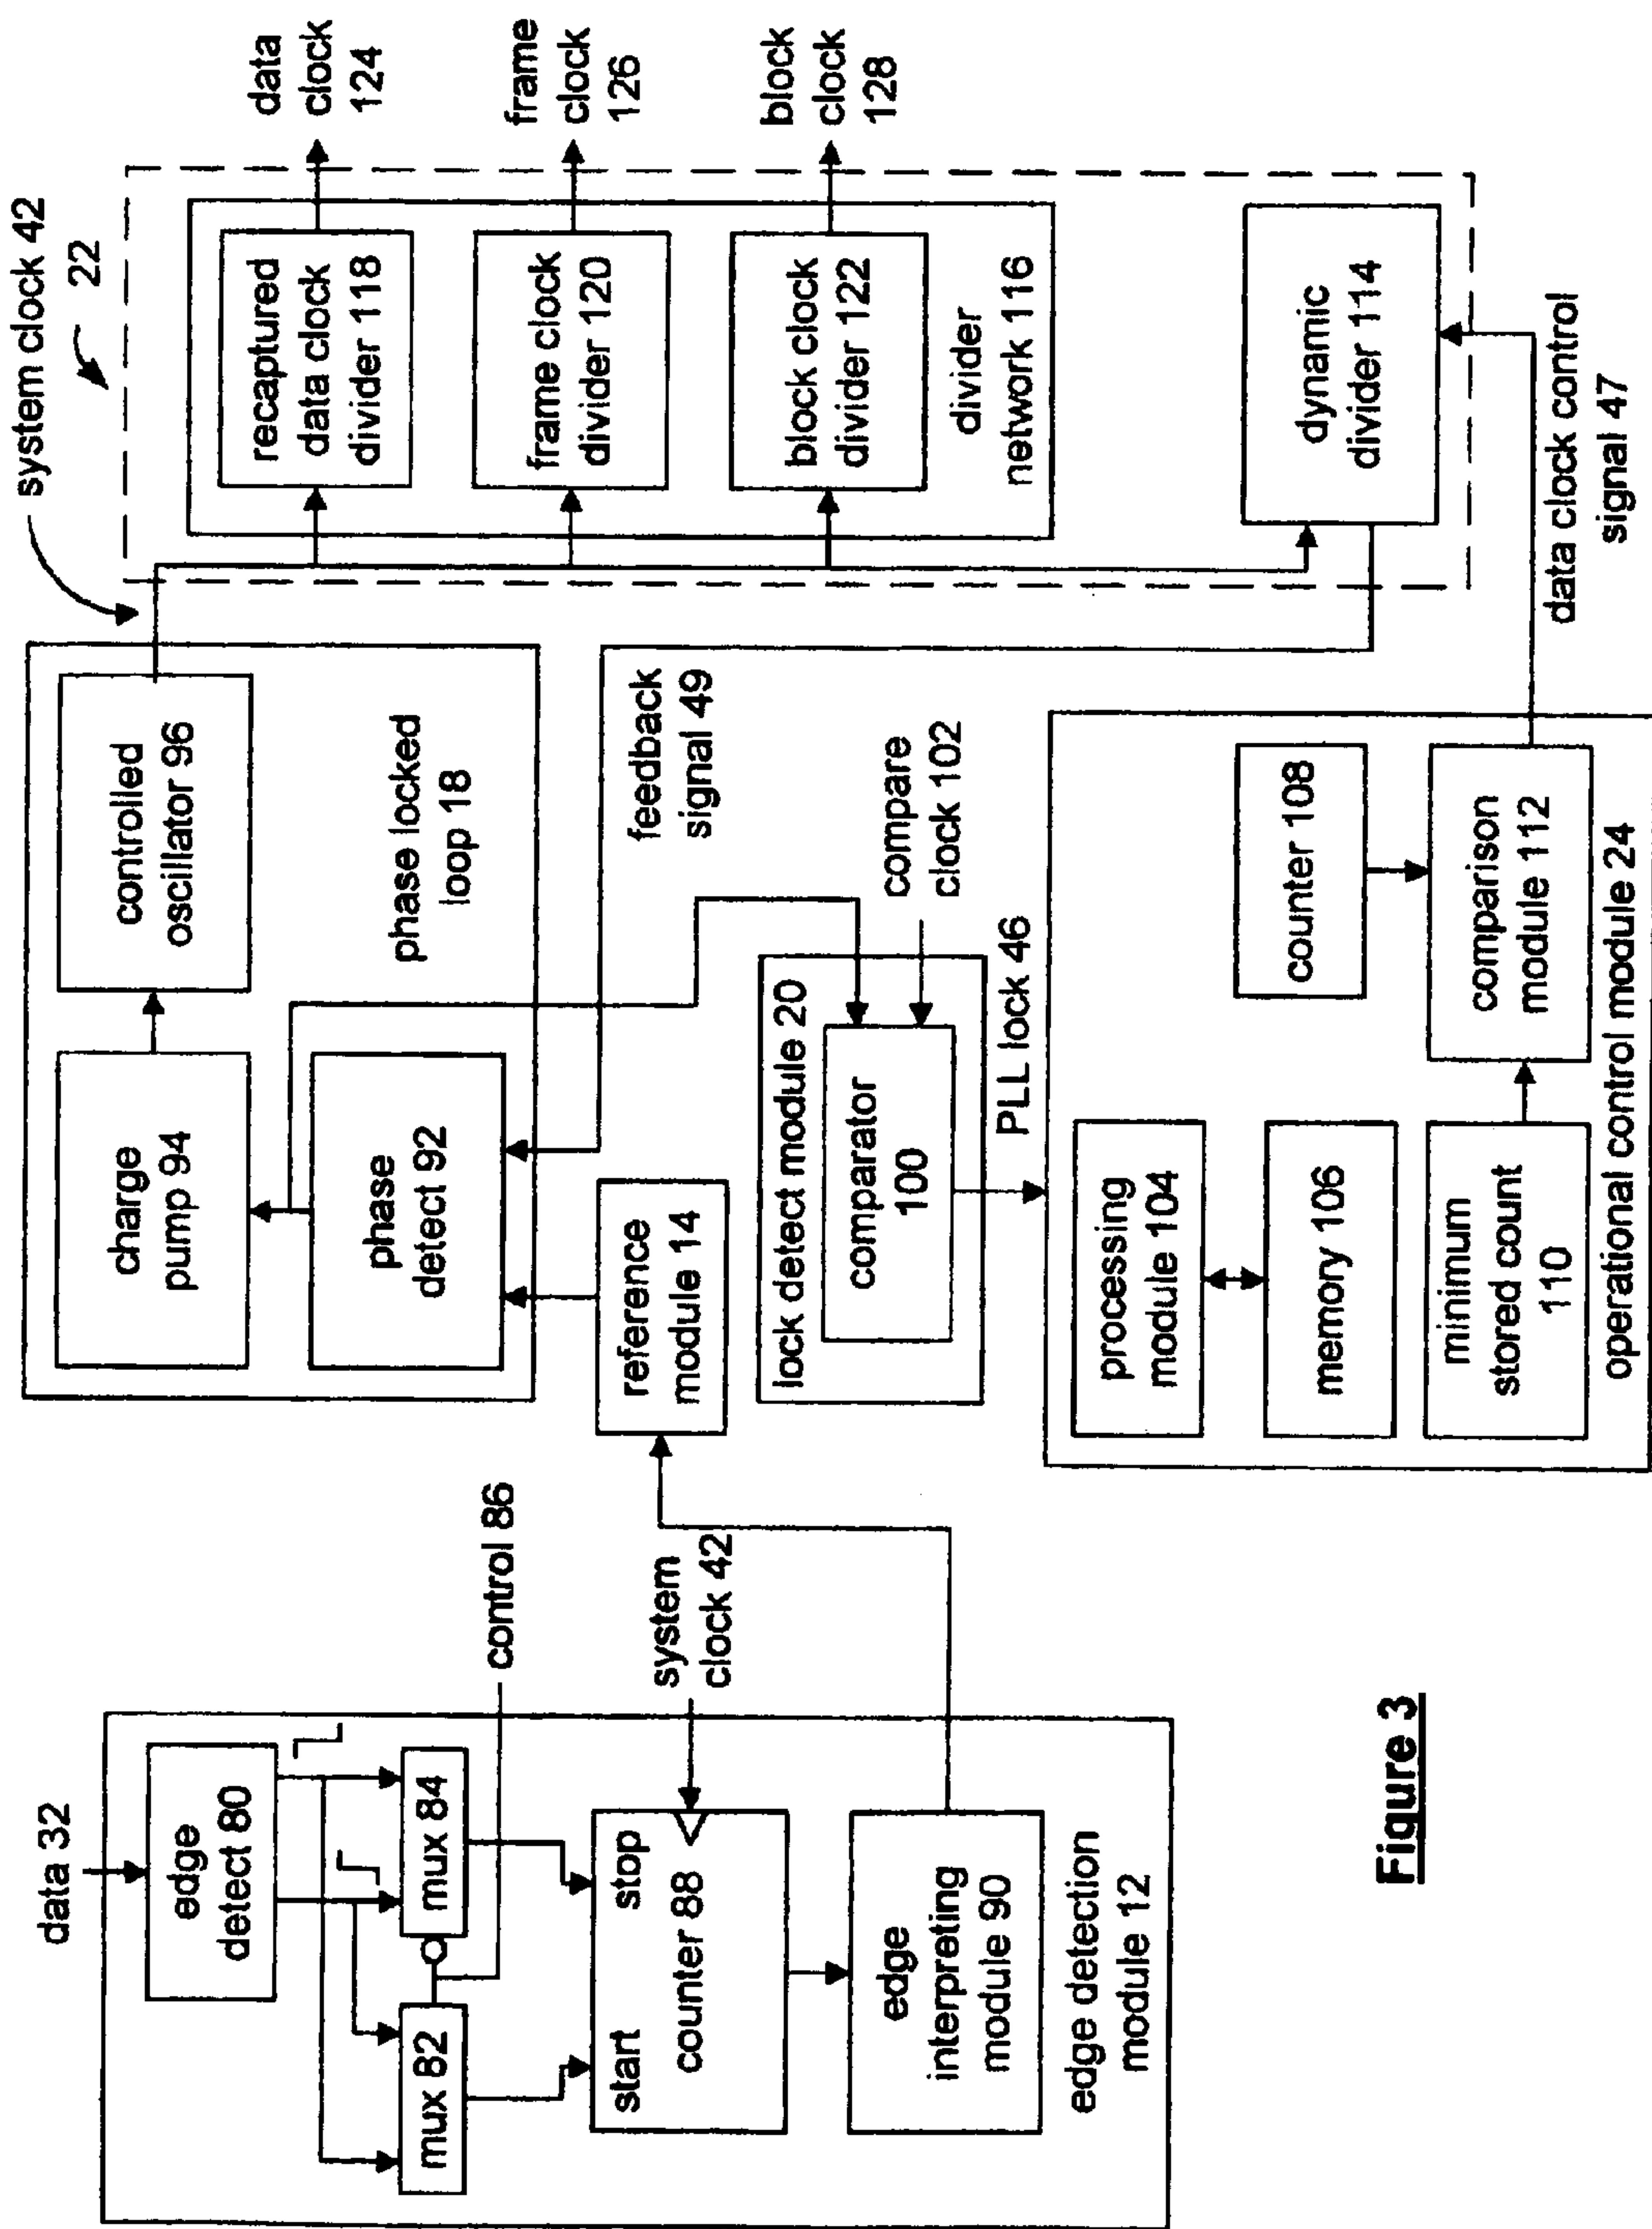 data 32
edge
detect 80
mux 82
mux 84
control 86
start
stop
counter 88
system
clock 42
edge
interpreting
module 90
edge detection
module 12
charge
pump 94
controlled
oscillator 96
phase
detect 92
phase locked
loop 18
reference
module 14
feedback
signal 49
lock detect module 20
comparator
100
compare
clock 102
PLL lock 46
processing
module 104
memory 106
minimum
stored count
110
counter 108
comparison
module 112
operational control module 24
system clock 42
22
recaptured
data clock
divider 118
frame clock
divider 120
block clock
divider 122
divider
network 116
dynamic
divider 114
data
clock
124
frame
clock
126
block
clock
128
data clock control
signal 47
Figure 3